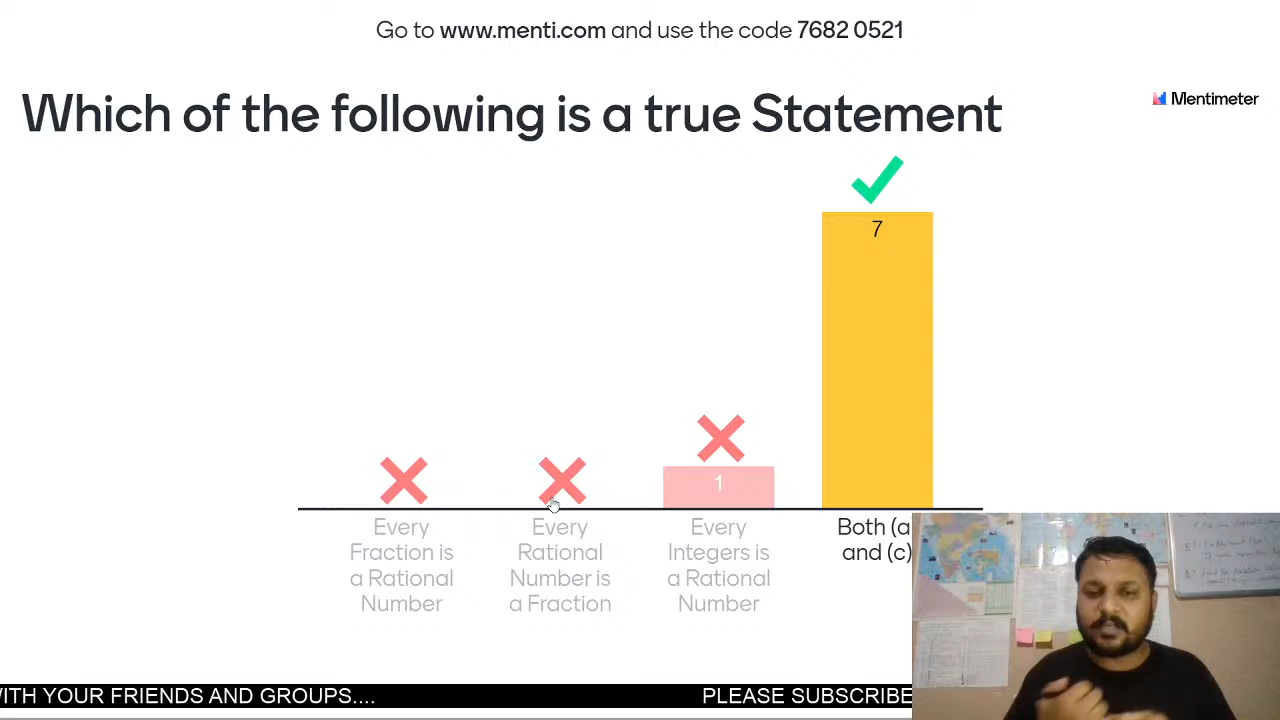 Go to www.menti.com and use the code 7682 0521
Which of the following is a true Statement
Mentimeter
7
1
Every
Fraction is
a Rational
Number
Every
Rational
Number is
a Fraction
Every
Integers is
a Rational
Number
Both (a
and (c)
WITH YOUR FRIENDS AND GROUPS....
PLEASE SUBSCRIBE